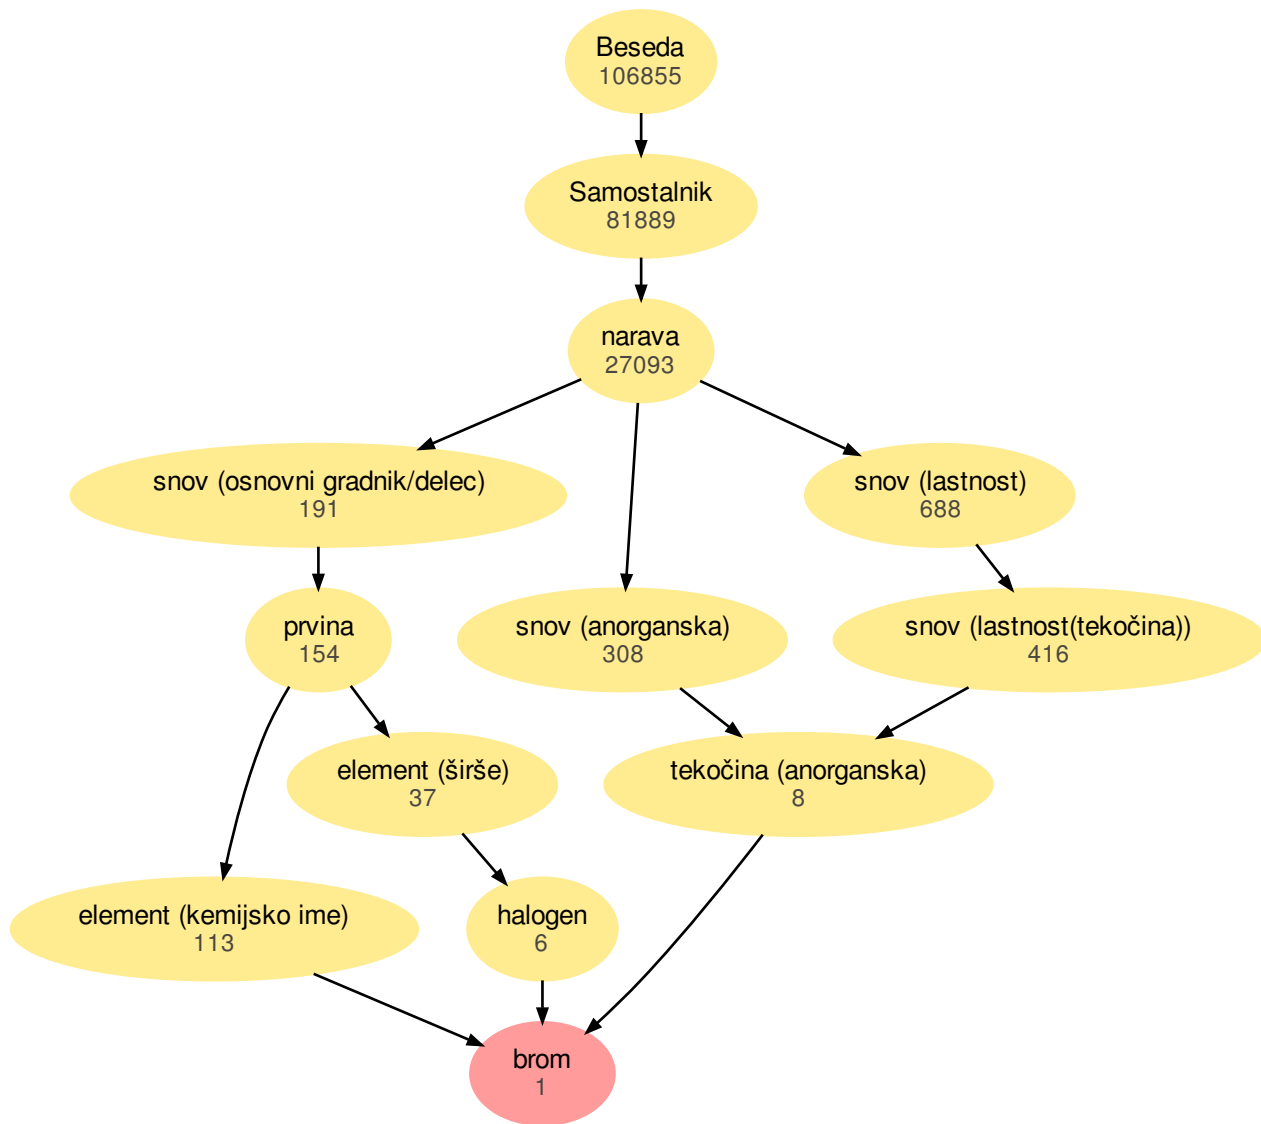 Beseda
106855
Samostalnik
81889
narava
27093
snov (osnovni gradnik/delec)
191
snov (lastnost)
688
prvina
154
snov (anorganska)
308
snov (lastnost(tekočina))
416
element (širše)
37
tekočina (anorganska)
8
element (kemijsko ime)
113
halogen
6
brom
1